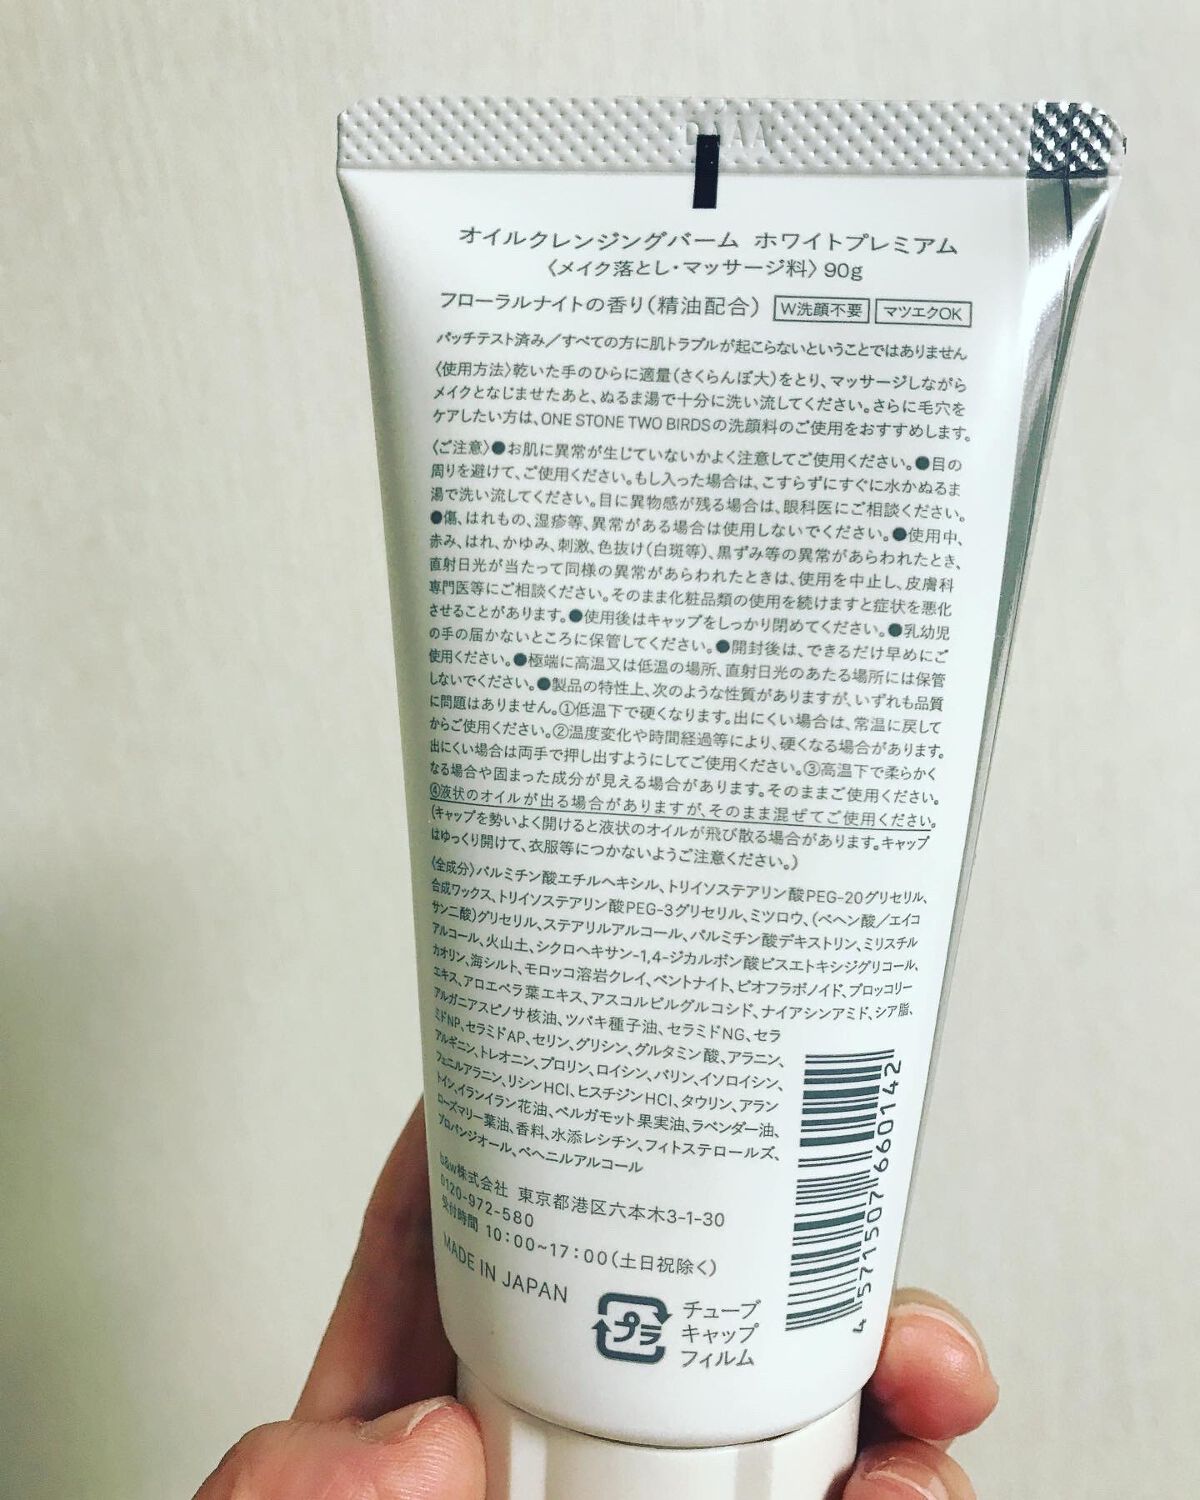 オイルクレンジングバーム ホワイトプレミアム
〈メイク落とし・マッサージ料〉90g
フローラルナイトの香り(精油配合) W洗顔不要 マツエクOK
パッチテスト済み/すべての方に肌トラブルが起こらないということではありません
〈使用方法〉乾いた手のひらに適量(さくらんぼ大)をとり、マッサージしながら
メイクとなじませたあと、ぬるま湯で十分に洗い流してください。さらに毛穴を
ケアしたい方は、ONE STONE TWO BIRDSの洗顔料のご使用をおすすめします。
〈ご注意〉●お肌に異常が生じていないかよく注意してご使用ください。●目の
周りを避けて、ご使用ください。もし入った場合は、こすらずにすぐに水かぬるま
湯で洗い流してください。目に異物感が残る場合は、眼科医にご相談ください。
●傷、はれもの、湿疹等、異常がある場合は使用しないでください。●使用中、
赤み、はれ、かゆみ、刺激、色抜け(白斑等)、黒ずみ等の異常があらわれたとき、
直射日光が当たって同様の異常があらわれたときは、使用を中止し、皮膚科
専門医等にご相談ください。そのまま化粧品類の使用を続けますと症状を悪化
させることがあります。●使用後はキャップをしっかり閉めてください。●乳幼児
の手の届かないところに保管してください。●開封後は、できるだけ早めにご
使用ください。●極端に高温又は低温の場所、直射日光のあたる場所には保管
しないでください。●製品の特性上、次のような性質がありますが、いずれも品質
に問題はありません。①低温下で硬くなります。出にくい場合は、常温に戻して
からご使用ください。②温度変化や時間経過等により、硬くなる場合があります。
出にくい場合は両手で押し出すようにしてご使用ください。③高温下で柔らかく
なる場合や固まった成分が見える場合があります。そのままご使用ください。
④液状のオイルが出る場合がありますが、そのまま混ぜてご使用ください。
(キャップを勢いよく開けると液状のオイルが飛び散る場合があります。キャップ
はゆっくり開けて、衣服等につかないようご注意ください。)
〈全成分〉パルミチン酸エチルヘキシル、トリイソステアリン酸PEG-20グリセリル、
合成ワックス、トリイソステアリン酸PEG-3グリセリル、ミツロウ、(ベヘン酸/エイコ
サン二酸)グリセリル、ステアリルアルコール、パルミチン酸デキストリン、ミリスチル
アルコール、火山土、シクロヘキサン-1,4-ジカルボン酸ビスエトキシジグリコール、
カオリン、海シルト、モロッコ溶岩クレイ、ベントナイト、ビオフラボノイド、ブロッコリー
エキス、アロエベラ葉エキス、アスコルビルグルコシド、ナイアシンアミド、シア脂、
アルガニアスピノサ核油、ツバキ種子油、セラミドNG、セラ
ミドNP、セラミドAP、セリン、グリシン、グルタミン酸、アラニン、
アルギニン、トレオニン、プロリン、ロイシン、バリン、イソロイシン、
フェニルアラニン、リシンHCl、ヒスチジンHCl、タウリン、アラン
トイン、イランイラン花油、ベルガモット果実油、ラベンダー油、
ローズマリー葉油、香料、水添レシチン、フィトステロールズ、
プロパンジオール、ベヘニルアルコール
b&w株式会社 東京都港区六本木3-1-30
0120-972-580
受付時間 10:00~17:00(土日祝除く)
MADE IN JAPAN
プラ
チューブ
キャップ
フィルム
4571507660142